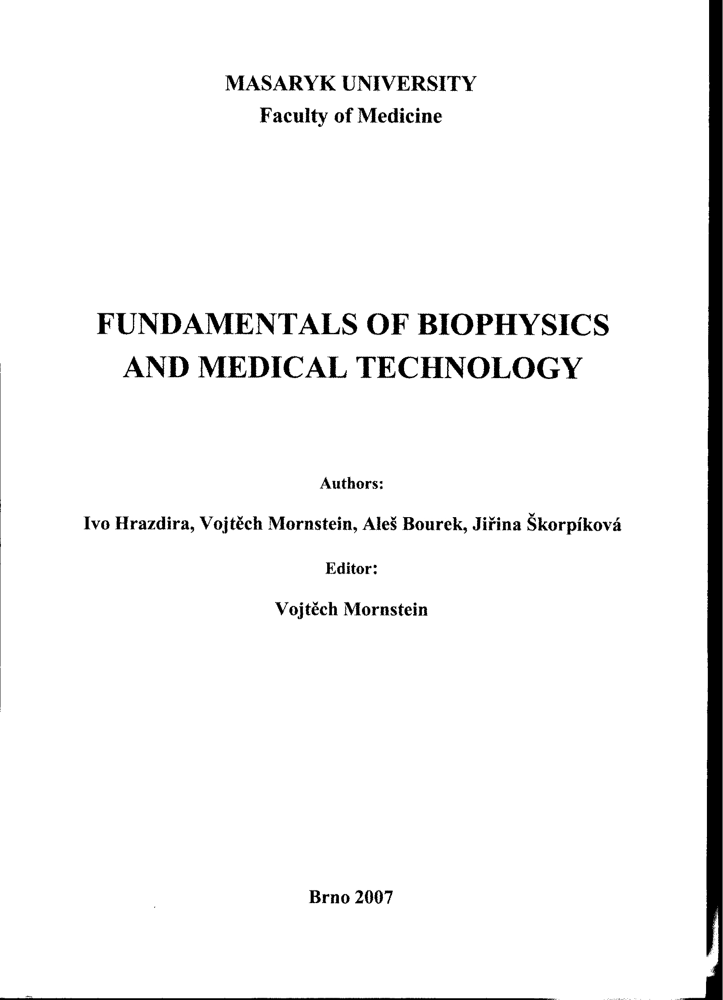 MASARYK UNIVERSITY
Faculty of Medicine
FUNDAMENTALS OF BIOPHYSICS
AND MEDICAL TECHNOLOGY
Authors:
Ivo Hrazdira, Vojtěch Mornstein, Aleš Bourek, Jiřina Škorpíková
Editor:
Vojtěch Mornstein
Brno 2007